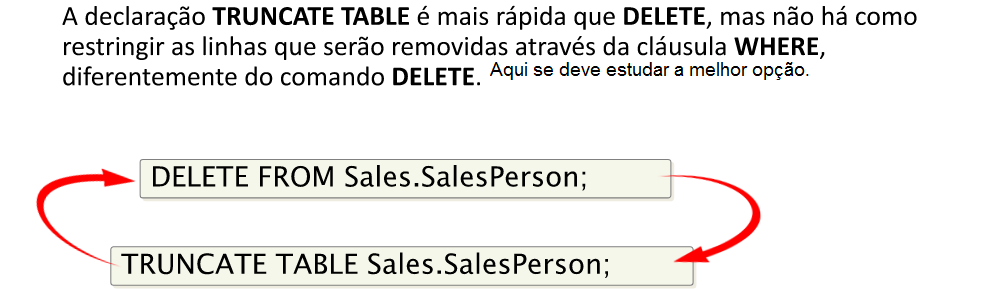 A declaração TRUNCATE TABLE é mais rápida que DELETE, mas não há como
restringir as linhas que serão removidas através da cláusula WHERE,
diferentemente do comando DELETE. Aqui se deve estudar a melhor opção.
DELETE FROM Sales.SalesPerson;
TRUNCATE TABLE Sales.SalesPerson;